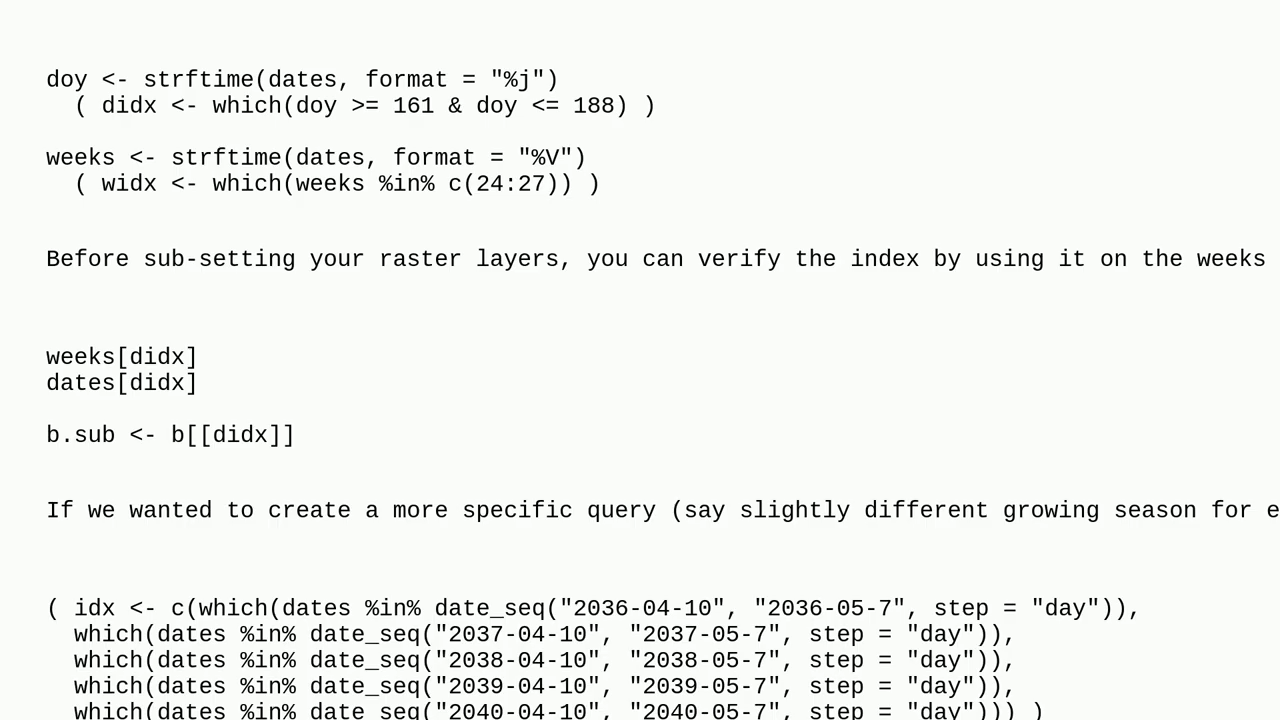 doy <- strftime(dates, format = "%j")
  ( didx <- which(doy >= 161 & doy <= 188) )
weeks <- strftime(dates, format = "%V")
  ( widx <- which(weeks %in% c(24:27)) )
Before sub-setting your raster layers, you can verify the index by using it on the weeks
weeks[didx]
dates[didx]
b.sub <- b[[didx]]
If we wanted to create a more specific query (say slightly different growing season for e
( idx <- c(which(dates %in% date_seq("2036-04-10", "2036-05-7", step = "day")),
  which(dates %in% date_seq("2037-04-10", "2037-05-7", step = "day")),
  which(dates %in% date_seq("2038-04-10", "2038-05-7", step = "day")),
  which(dates %in% date_seq("2039-04-10", "2039-05-7", step = "day")),
  which(dates %in% date_seq("2040-04-10", "2040-05-7", step = "day"))) )